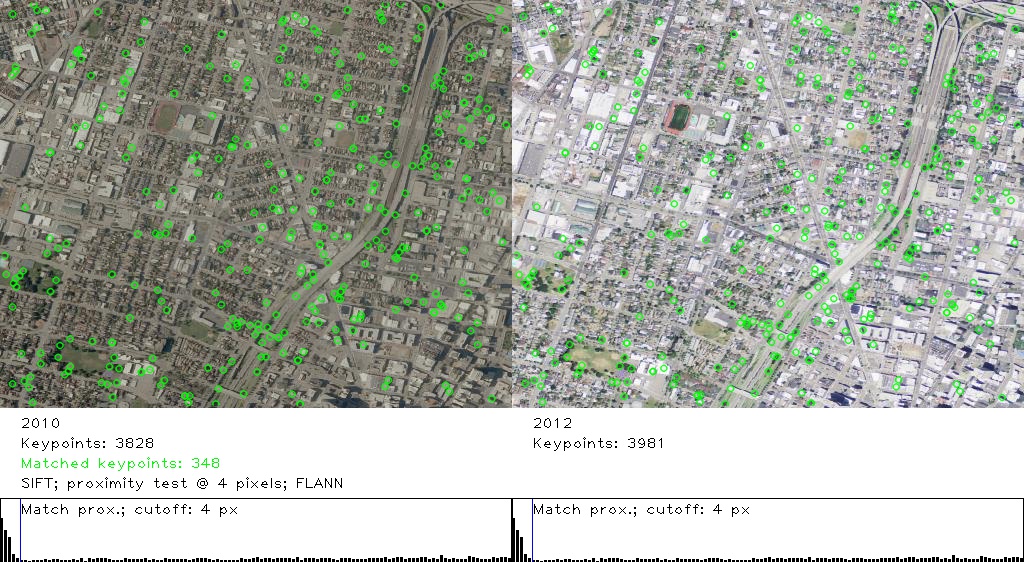 2010
Keypoints: 3828
Matched keypoints: 348
SIFT; proximity test @ 4 pixels; FLANN
2012
Keypoints: 3981
Match prox.; cutoff: 4 px
Match prox.; cutoff: 4 px